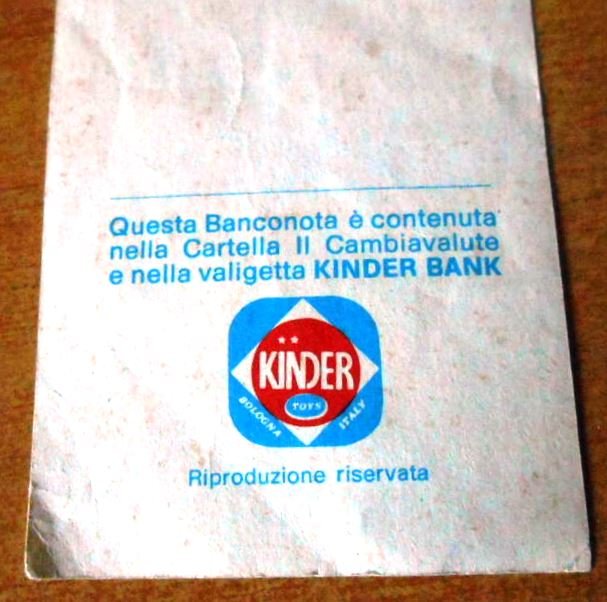 Questa Banconota è contenuta
nella Cartella Il Cambiavalute
e nella valigetta KINDER BANK
KINDER
TOYS
BOLOGNA ITALY
Riproduzione riservata